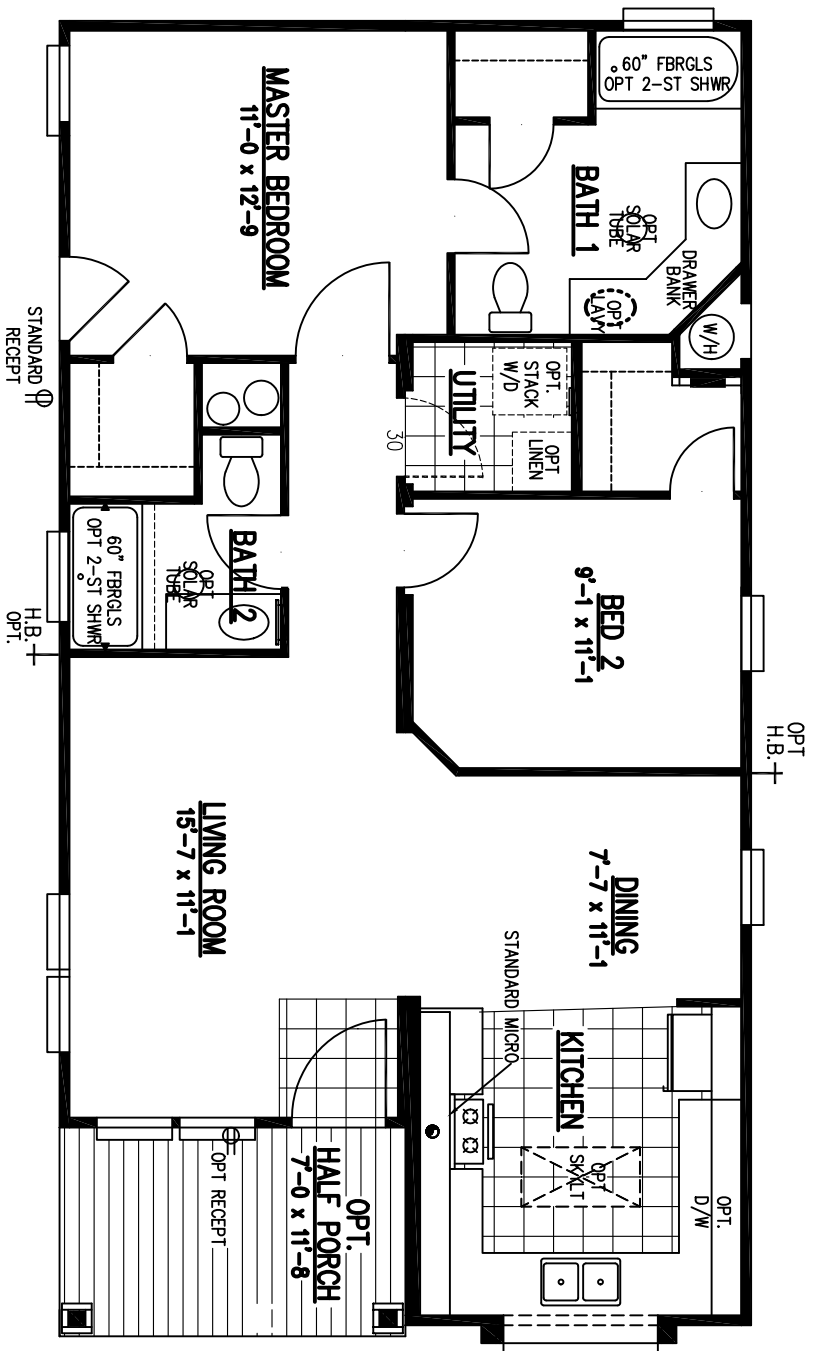 60" FBRGLS
OPT 2-ST SHWR
MASTER BEDROOM
11'-0 x 12'-9
BATH 1
OPT
SOLAR
TUBE
DRAWER
BANK
OPT
LAVY
W/H
STANDARD
RECEPT
UTILITY
OPT.
STACK
W/D
OPT
LINEN
30
BATH 2
OPT
SOLAR
TUBE
60" FBRGLS
OPT 2-ST SHWR
H.B.
OPT.
BED 2
9'-1 x 11'-1
OPT
H.B.
LIVING ROOM
15'-7 x 11'-1
DINING
7'-7 x 11'-1
STANDARD MICRO
KITCHEN
OPT
SKYLT
OPT.
D/W
OPT RECEPT
OPT.
HALF PORCH
7'-0 x 11'-8